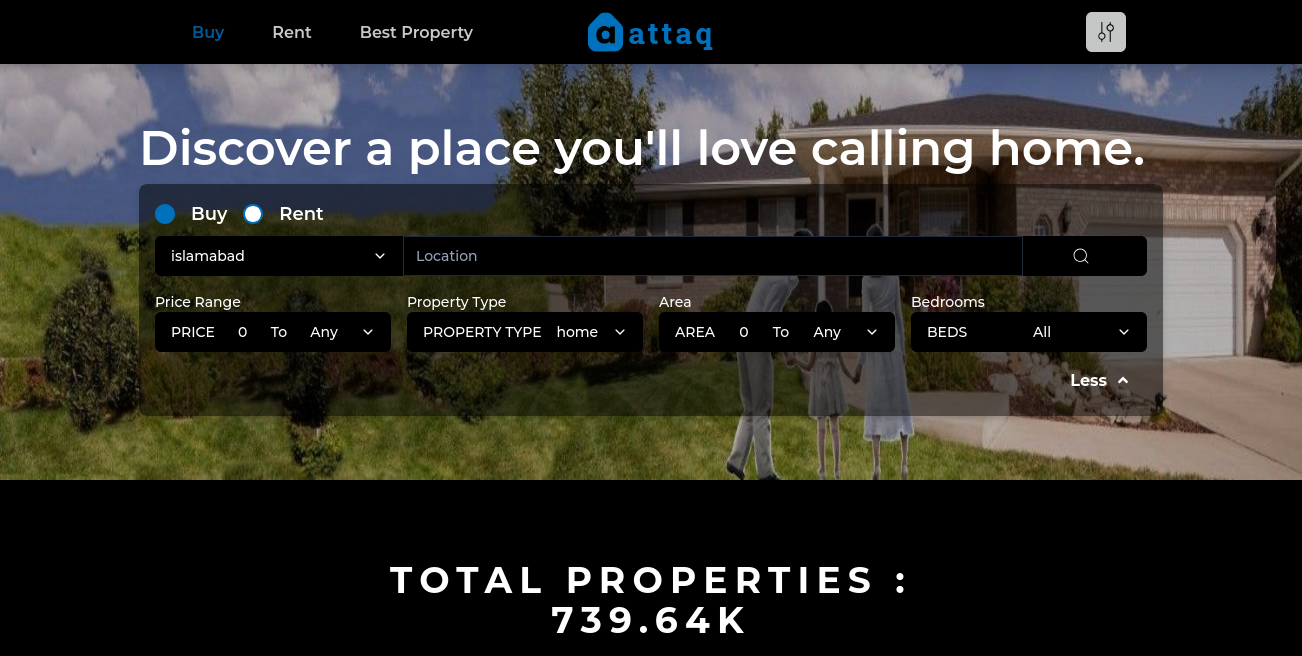 Buy Rent Best Property attaq
Discover a place you'll love calling home.
Buy Rent
islamabad Location
Price Range Property Type Area Bedrooms
PRICE 0 To Any PROPERTY TYPE home AREA 0 To Any BEDS All
Less
TOTAL PROPERTIES :
739.64K